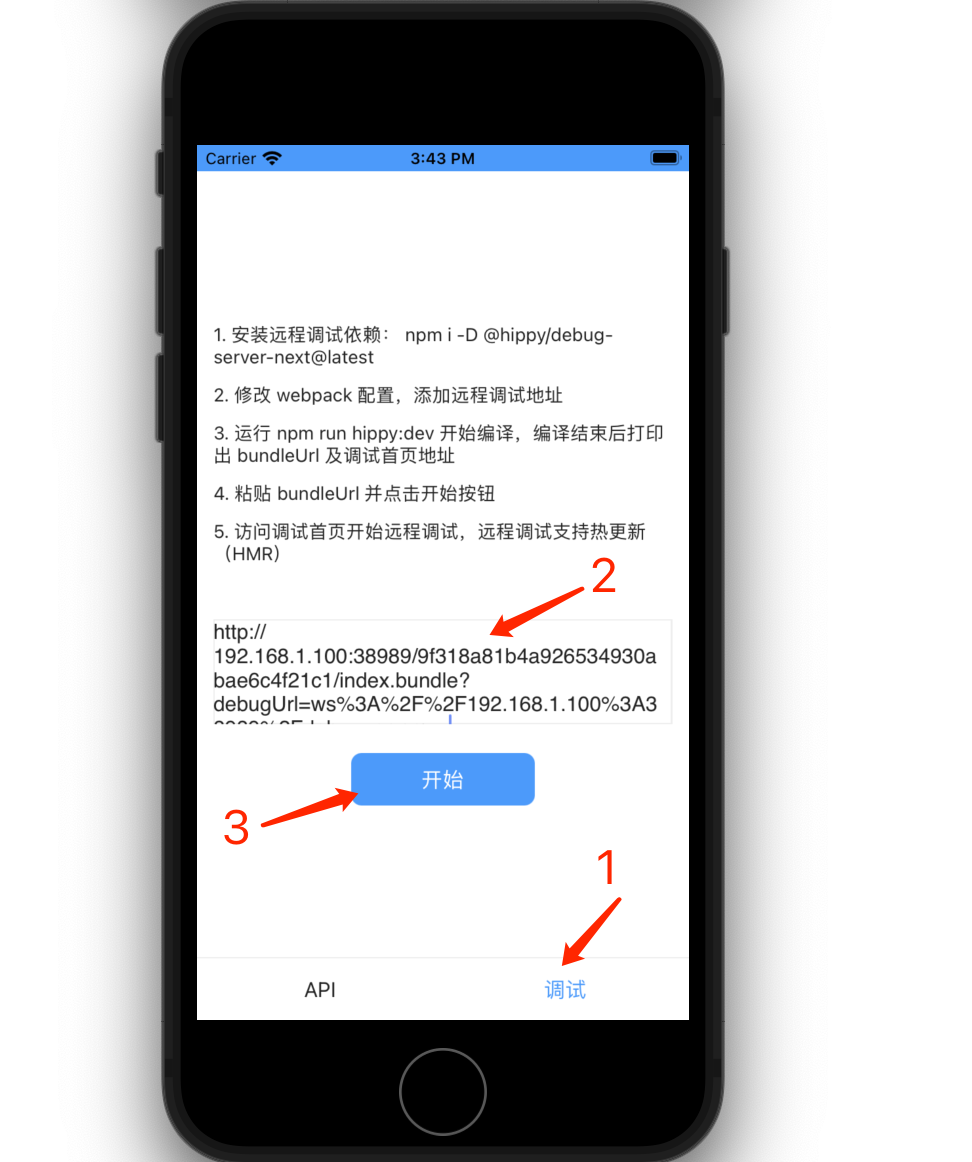 Carrier
3:43 PM
1. 安装远程调试依赖： npm i -D @hippy/debug-
server-next@latest
2. 修改 webpack 配置，添加远程调试地址
3. 运行 npm run hippy:dev 开始编译，编译结束后打印
出 bundleUrl 及调试首页地址
4. 粘贴 bundleUrl 并点击开始按钮
5. 访问调试首页开始远程调试，远程调试支持热更新
（HMR）
2
http://
192.168.1.100:38989/9f318a81b4a926534930a
bae6c4f21c1/index.bundle?
debugUrl=ws%3A%2F%2F192.168.1.100%3A3
开始
3
1
API
调试